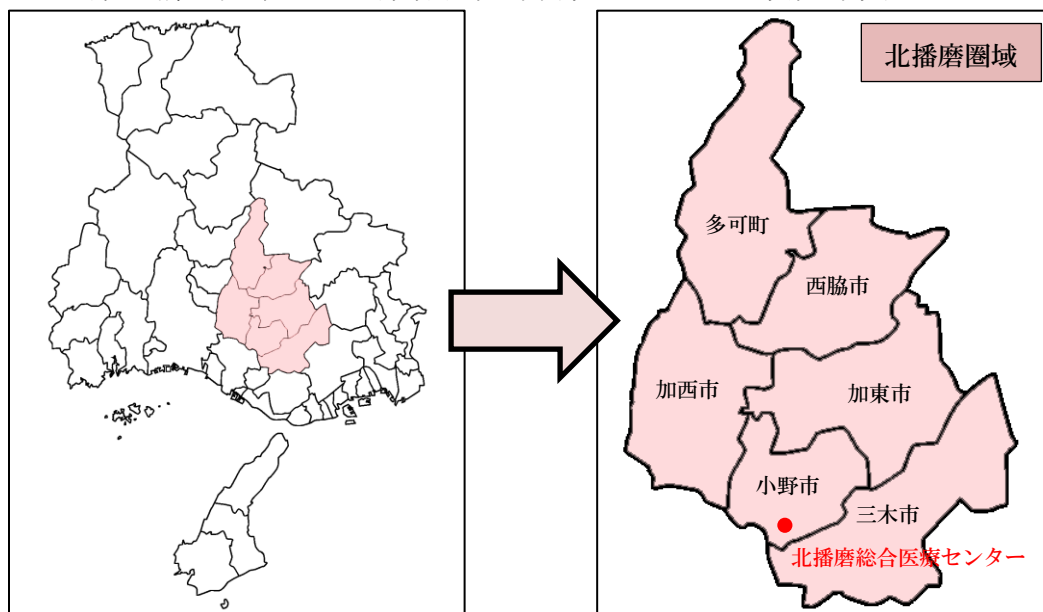 北播磨圏域
多可町
西脇市
加西市
加東市
小野市
三木市
北播磨総合医療センター